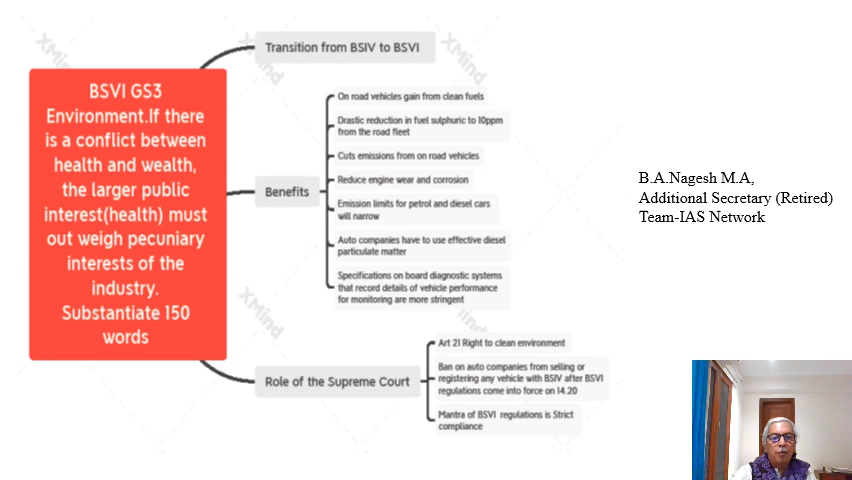 Transition from BSIV to BSVI
BSVI GS3
Environment.If there
is a conflict between
health and wealth,
the larger public
interest(health) must
out weigh pecuniary
interests of the
industry.
Substantiate 150
words
Benefits
On road vehicles gain from clean fuels
Drastic reduction in fuel sulphuric to 10ppm
from the road fleet
Cuts emissions from on road vehicles
Reduce engine wear and corrosion
Emission limits for petrol and diesel cars
will narrow
Auto companies have to use effective diesel
particulate matter
Specifications on board diagnostic systems
that record details of vehicle performance
for monitoring are more stringent
Role of the Supreme Court
Art 21 Right to clean environment
Ban on auto companies from selling or
registering any vehicle with BSIV after BSVI
regulations come into force on 1.4.20
Mantra of BSVI regulations is Strict
compliance
B.A.Nagesh M.A,
Additional Secretary (Retired)
Team-IAS Network
XMind
XMind
XMind
XMind